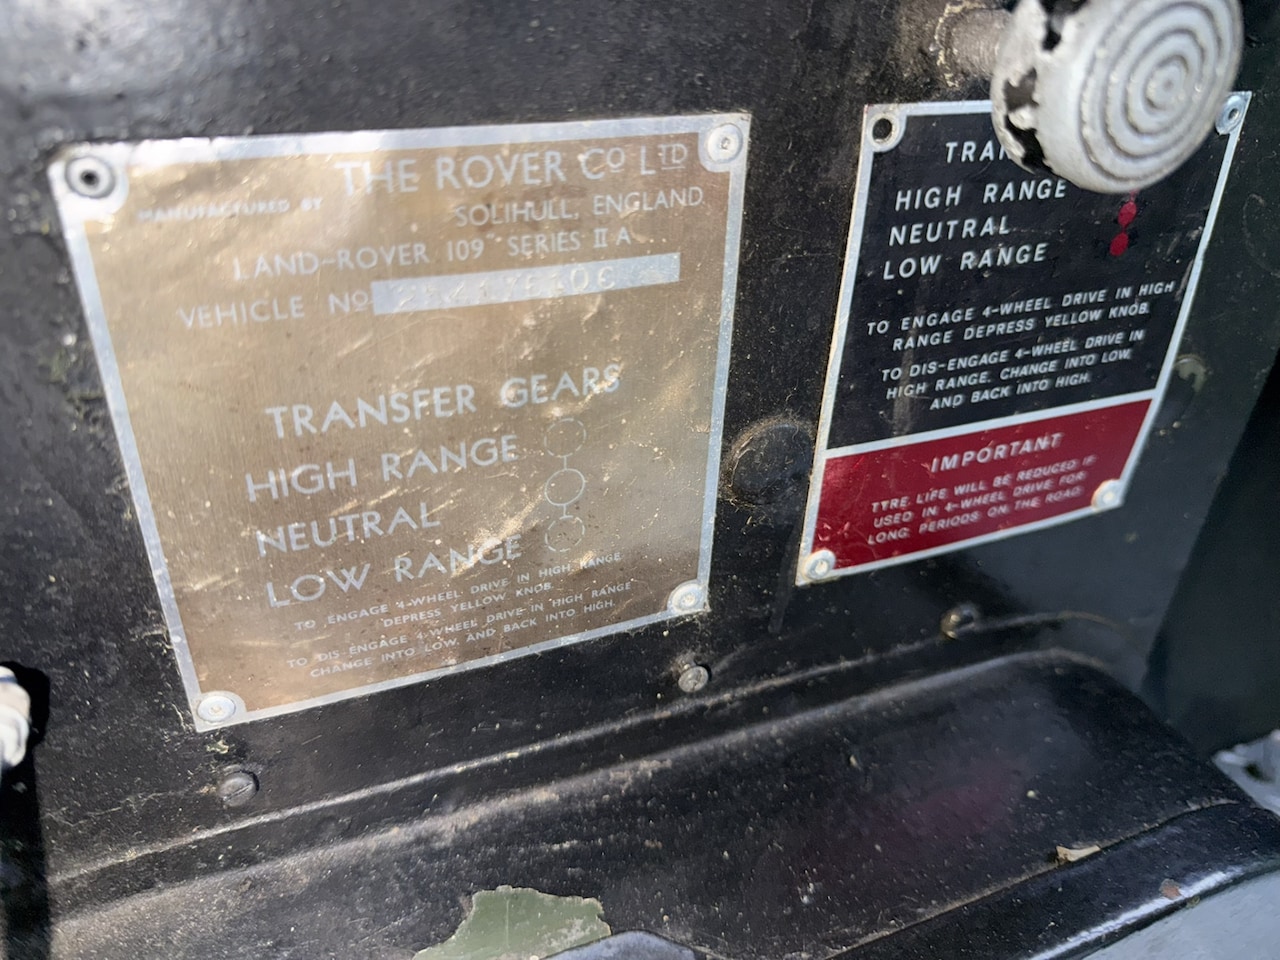 THE ROVER Cº LTD
MANUFACTURED BY
SOLIHULL, ENGLAND.
LAND-ROVER 109" SERIES II A
VEHICLE Nº
TRANSFER GEARS
HIGH RANGE
NEUTRAL
LOW RANGE
TO ENGAGE 4-WHEEL DRIVE IN HIGH RANGE
DEPRESS YELLOW KNOB.
TO DIS-ENGAGE 4-WHEEL DRIVE IN HIGH RANGE
CHANGE INTO LOW, AND BACK INTO HIGH.
HIGH RANGE
NEUTRAL
LOW RANGE
TO ENGAGE 4-WHEEL DRIVE IN HIGH
RANGE DEPRESS YELLOW KNOB.
TO DIS-ENGAGE 4-WHEEL DRIVE IN
HIGH RANGE, CHANGE INTO LOW,
AND BACK INTO HIGH.
IMPORTANT
TYRE LIFE WILL BE REDUCED IF
USED IN 4-WHEEL DRIVE FOR
LONG PERIODS ON THE ROAD.